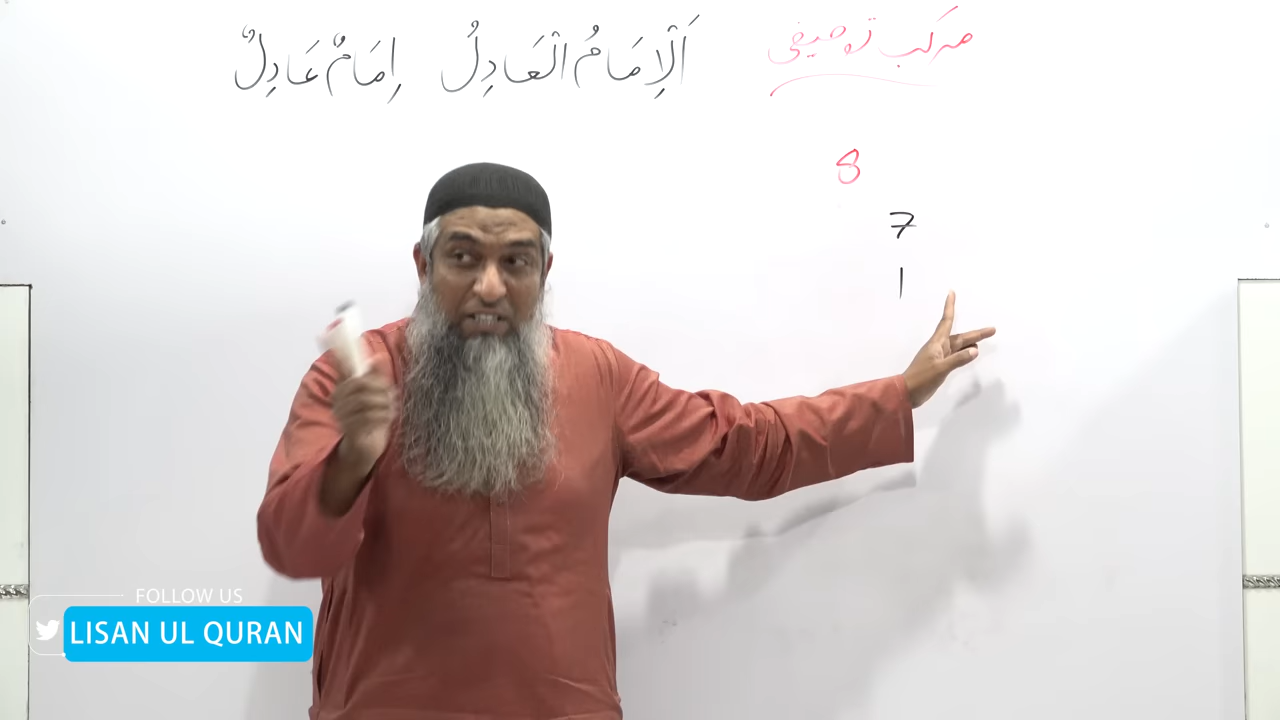 مرکب توصیفی
اَلْاِمَامُ الْعَادِلُ اِمَامٌ عَادِلٌ
8
7
1
FOLLOW US
LISAN UL QURAN